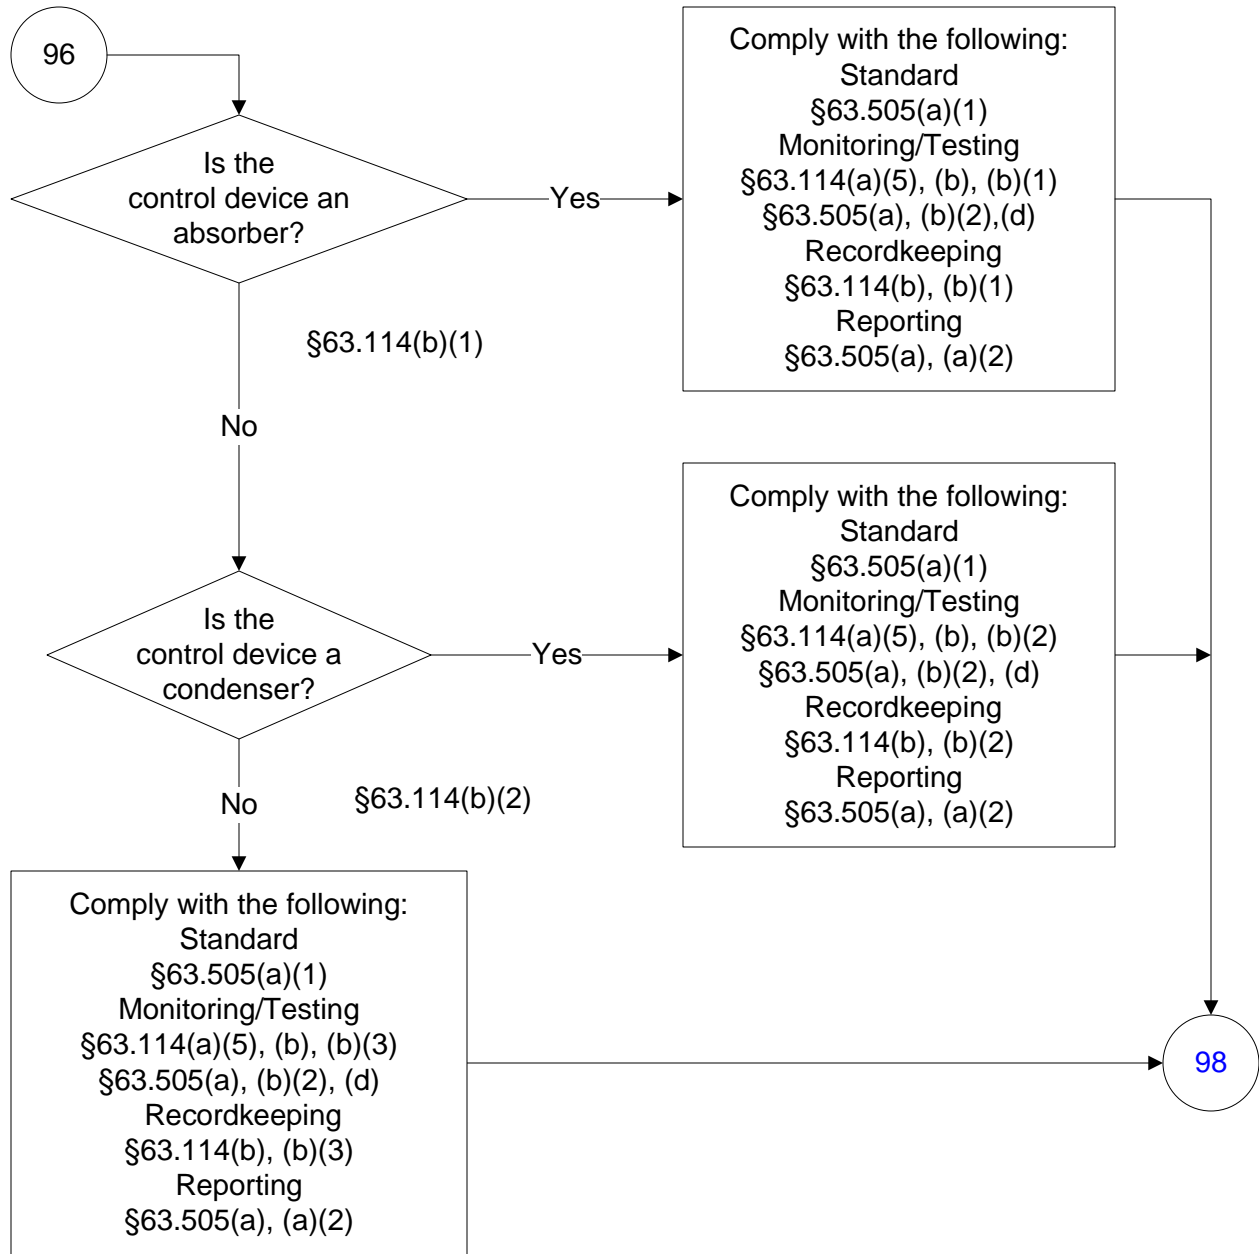 96
Is the
control device an
absorber?
Yes
Comply with the following:
Standard
§63.505(a)(1)
Monitoring/Testing
§63.114(a)(5), (b), (b)(1)
§63.505(a), (b)(2),(d)
Recordkeeping
§63.114(b), (b)(1)
Reporting
§63.505(a), (a)(2)
§63.114(b)(1)
No
Is the
control device a
condenser?
Yes
Comply with the following:
Standard
§63.505(a)(1)
Monitoring/Testing
§63.114(a)(5), (b), (b)(2)
§63.505(a), (b)(2), (d)
Recordkeeping
§63.114(b), (b)(2)
Reporting
§63.505(a), (a)(2)
No
§63.114(b)(2)
Comply with the following:
Standard
§63.505(a)(1)
Monitoring/Testing
§63.114(a)(5), (b), (b)(3)
§63.505(a), (b)(2), (d)
Recordkeeping
§63.114(b), (b)(3)
Reporting
§63.505(a), (a)(2)
98